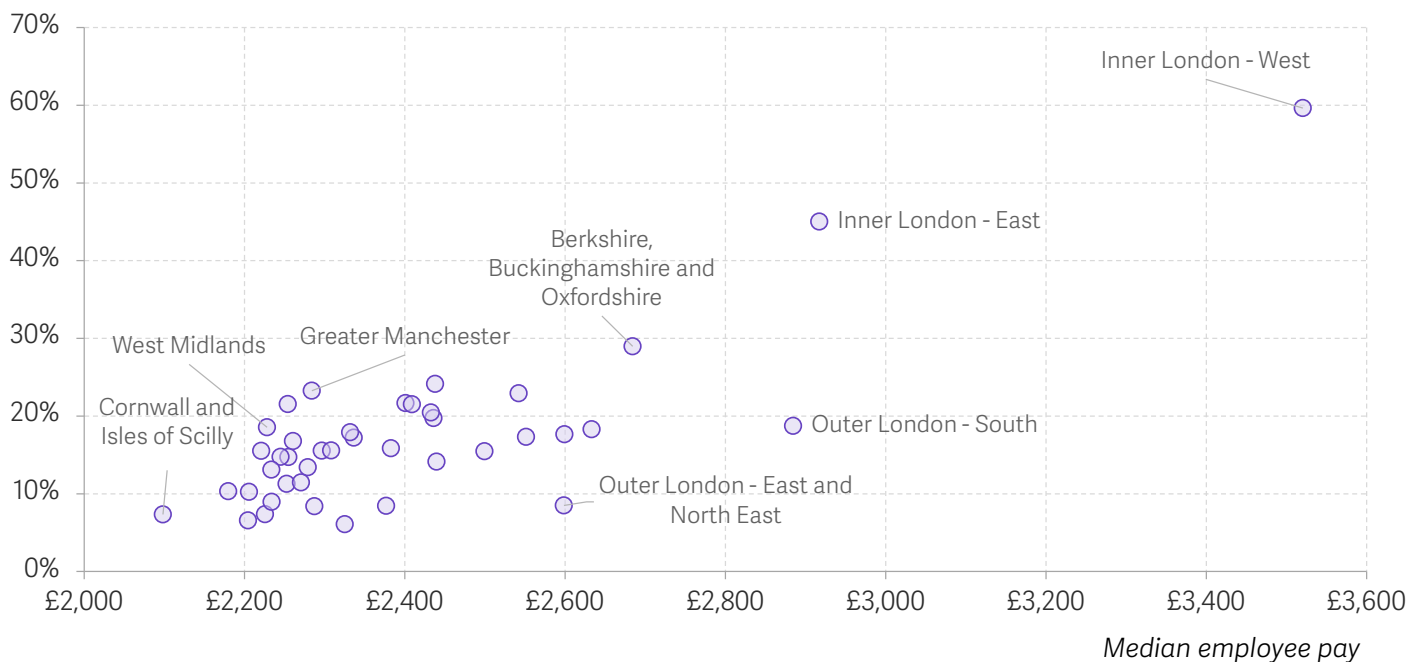 70%
Inner London - West
60%
50%
Inner London - East
Berkshire,
Buckinghamshire and
Oxfordshire
40%
30%
West Midlands
Greater Manchester
20%
Cornwall and
Isles of Scilly
Outer London - South
10%
Outer London - East and
North East
0%
£2,000 £2,200 £2,400 £2,600 £2,800 £3,000 £3,200 £3,400 £3,600
Median employee pay